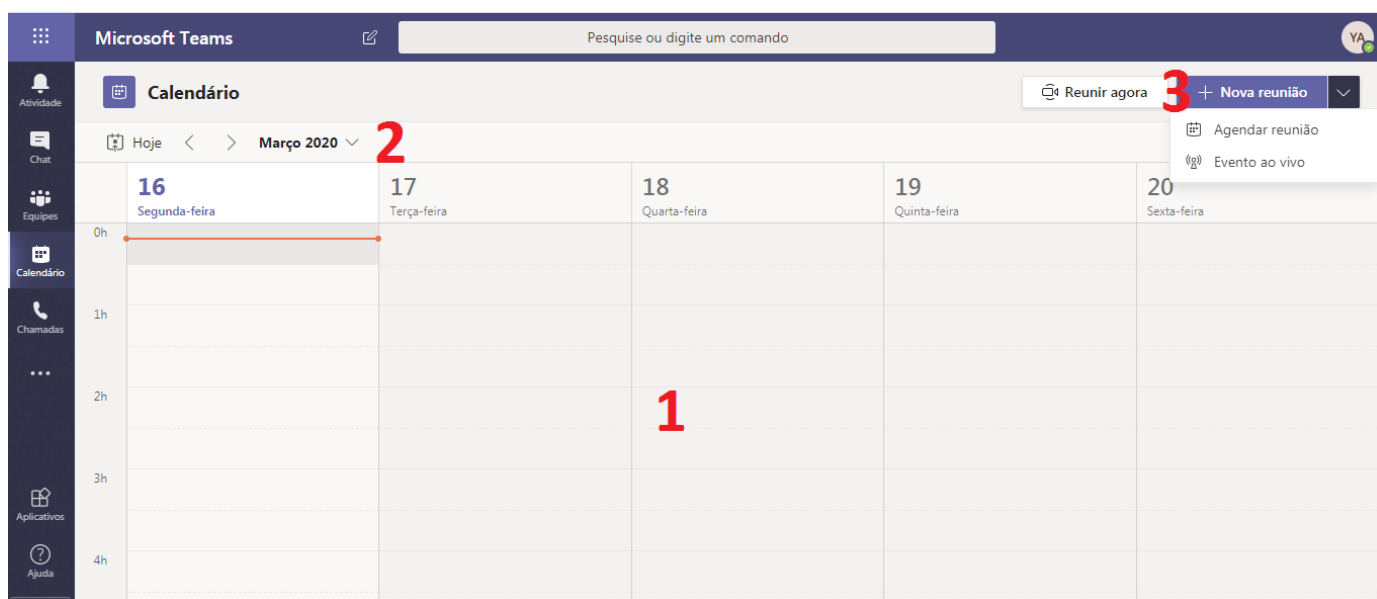 Microsoft Teams
Pesquise ou digite um comando
YA
Atividade
Chat
Equipes
Calendário
Chamadas
Aplicativos
Ajuda
Calendário
Reunir agora
3
+ Nova reunião
Agendar reunião
Evento ao vivo
Hoje
Março 2020
2
16
Segunda-feira
17
Terça-feira
18
Quarta-feira
19
Quinta-feira
20
Sexta-feira
0h
1h
2h
1
3h
4h